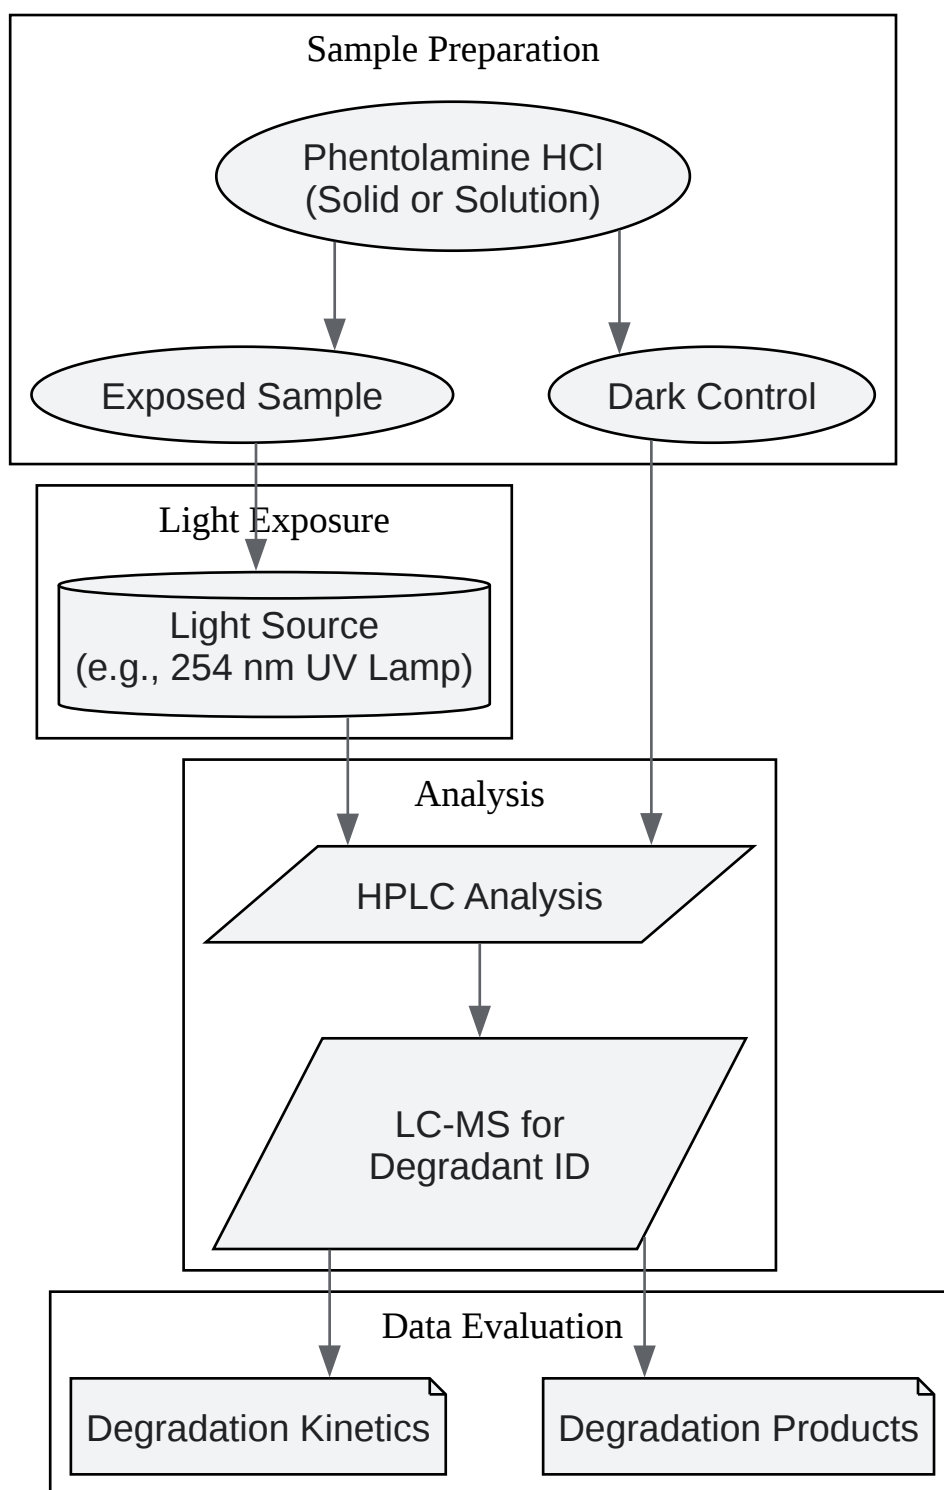 Sample Preparation
Phentolamine HCl
(Solid or Solution)
Exposed Sample
Dark Control
Light Exposure
Light Source
(e.g., 254 nm UV Lamp)
Analysis
HPLC Analysis
LC-MS for
Degradant ID
Data Evaluation
Degradation Kinetics
Degradation Products